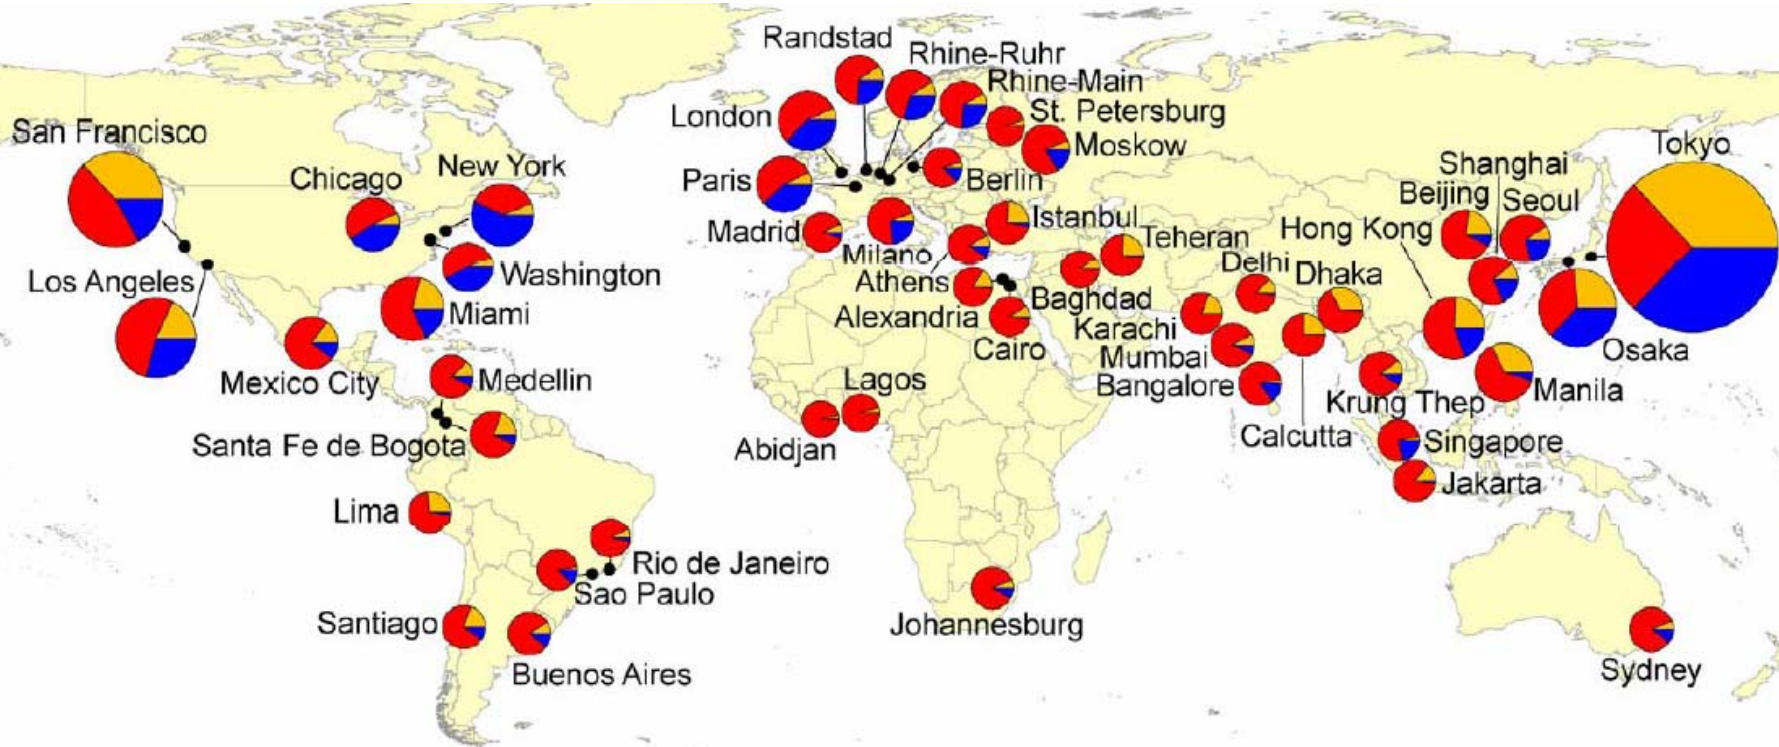 San Francisco
Los Angeles
Chicago
New York
Washington
Miami
Mexico City
Medellin
Santa Fe de Bogota
Lima
Rio de Janeiro
Sao Paulo
Santiago
Buenos Aires
Randstad
Rhine-Ruhr
Rhine-Main
St. Petersburg
London
Moskow
Paris
Berlin
Madrid
Milano
Istanbul
Athens
Teheran
Alexandria
Baghdad
Cairo
Lagos
Abidjan
Johannesburg
Karachi
Mumbai
Bangalore
Delhi
Dhaka
Calcutta
Hong Kong
Beijing
Shanghai
Seoul
Tokyo
Osaka
Manila
Krung Thep
Singapore
Jakarta
Sydney